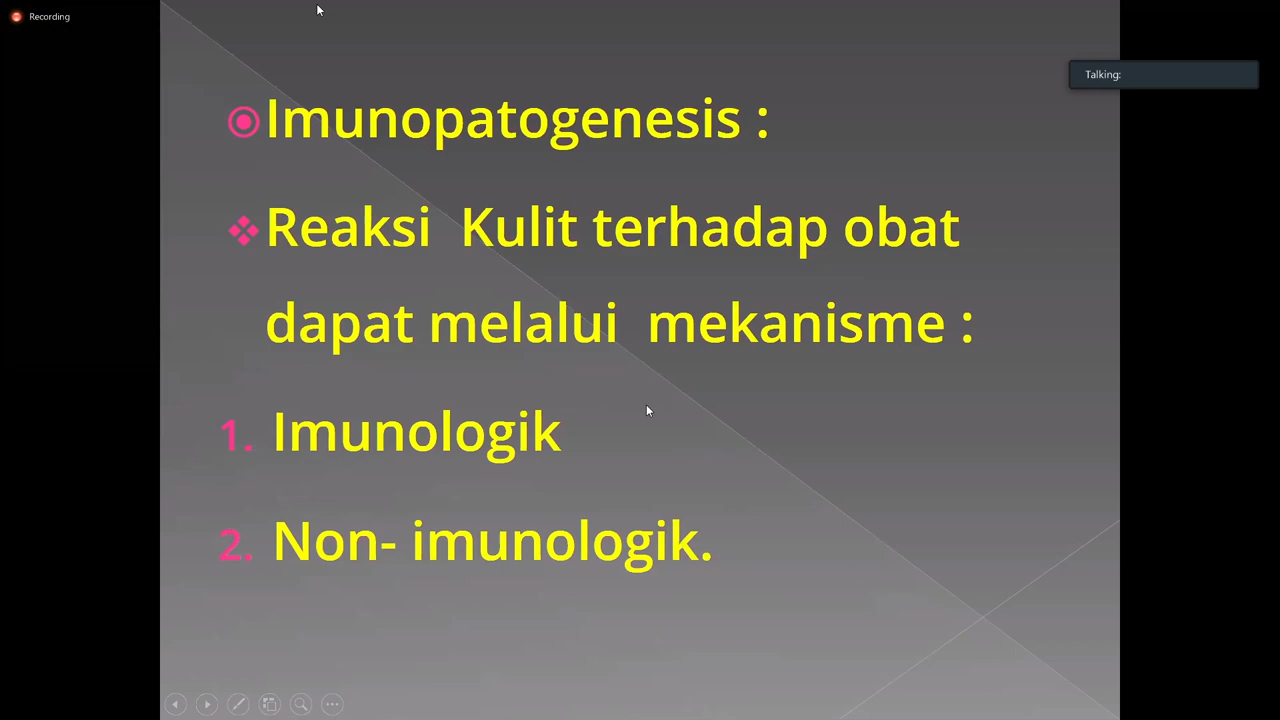 Recording
Talking:
Imunopatogenesis :
Reaksi Kulit terhadap obat
dapat melalui mekanisme :
1. Imunologik
2. Non- imunologik.